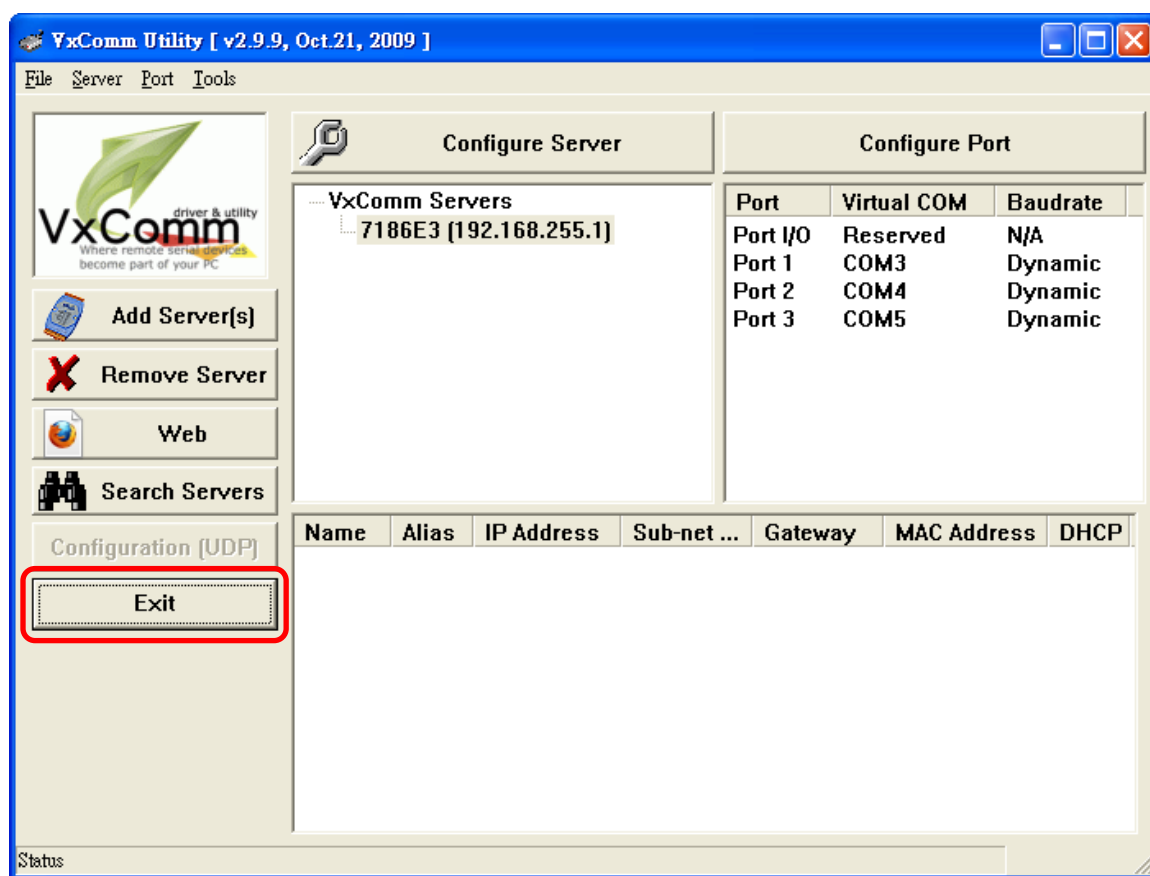 VxComm Utility [ v2.9.9, Oct.21, 2009 ]
File Server Port Tools
VxComm
driver & utility
Where remote serial devices
become part of your PC
Add Server(s)
Remove Server
Web
Search Servers
Configuration (UDP)
Exit
Configure Server
VxComm Servers
7186E3 (192.168.255.1)
Configure Port
Port Virtual COM Baudrate
Port I/O Reserved N/A
Port 1 COM3 Dynamic
Port 2 COM4 Dynamic
Port 3 COM5 Dynamic
Name Alias IP Address Sub-net ... Gateway MAC Address DHCP
Status